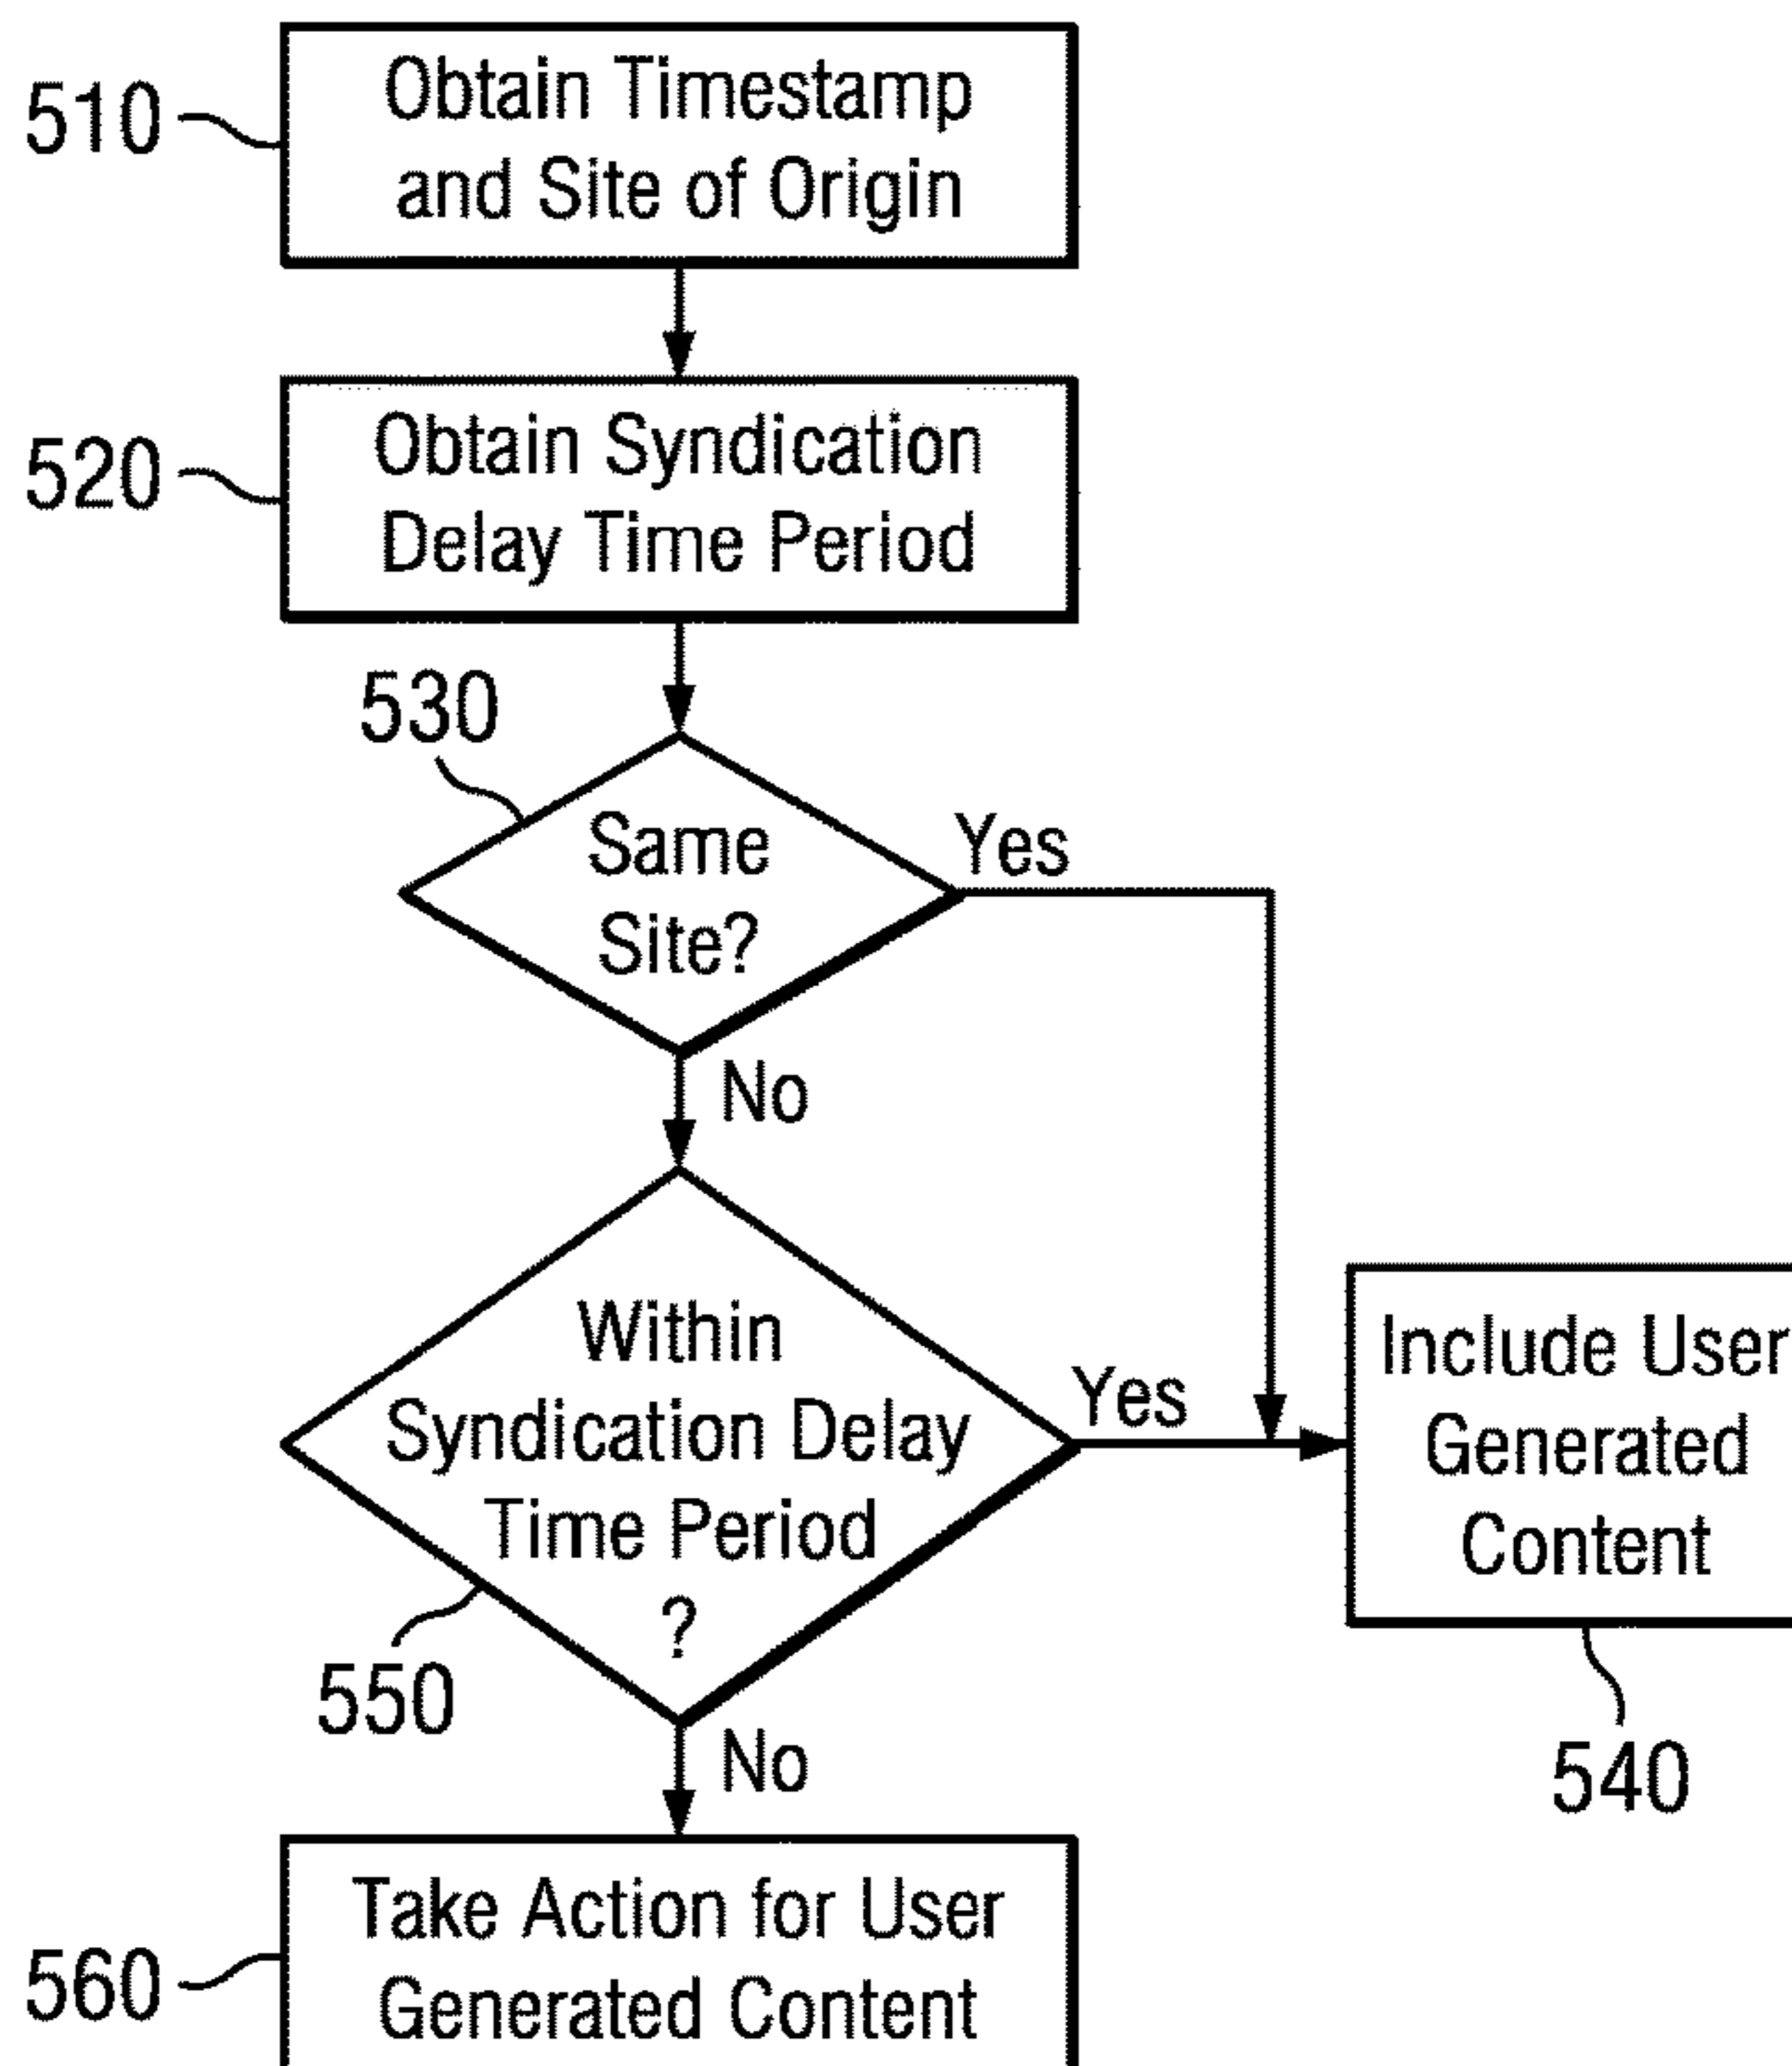 510
Obtain Timestamp
and Site of Origin
520
Obtain Syndication
Delay Time Period
530
Same
Site?
Yes
No
Within
Syndication Delay
Time Period
?
Yes
550
No
Include User
Generated
Content
540
560
Take Action for User
Generated Content